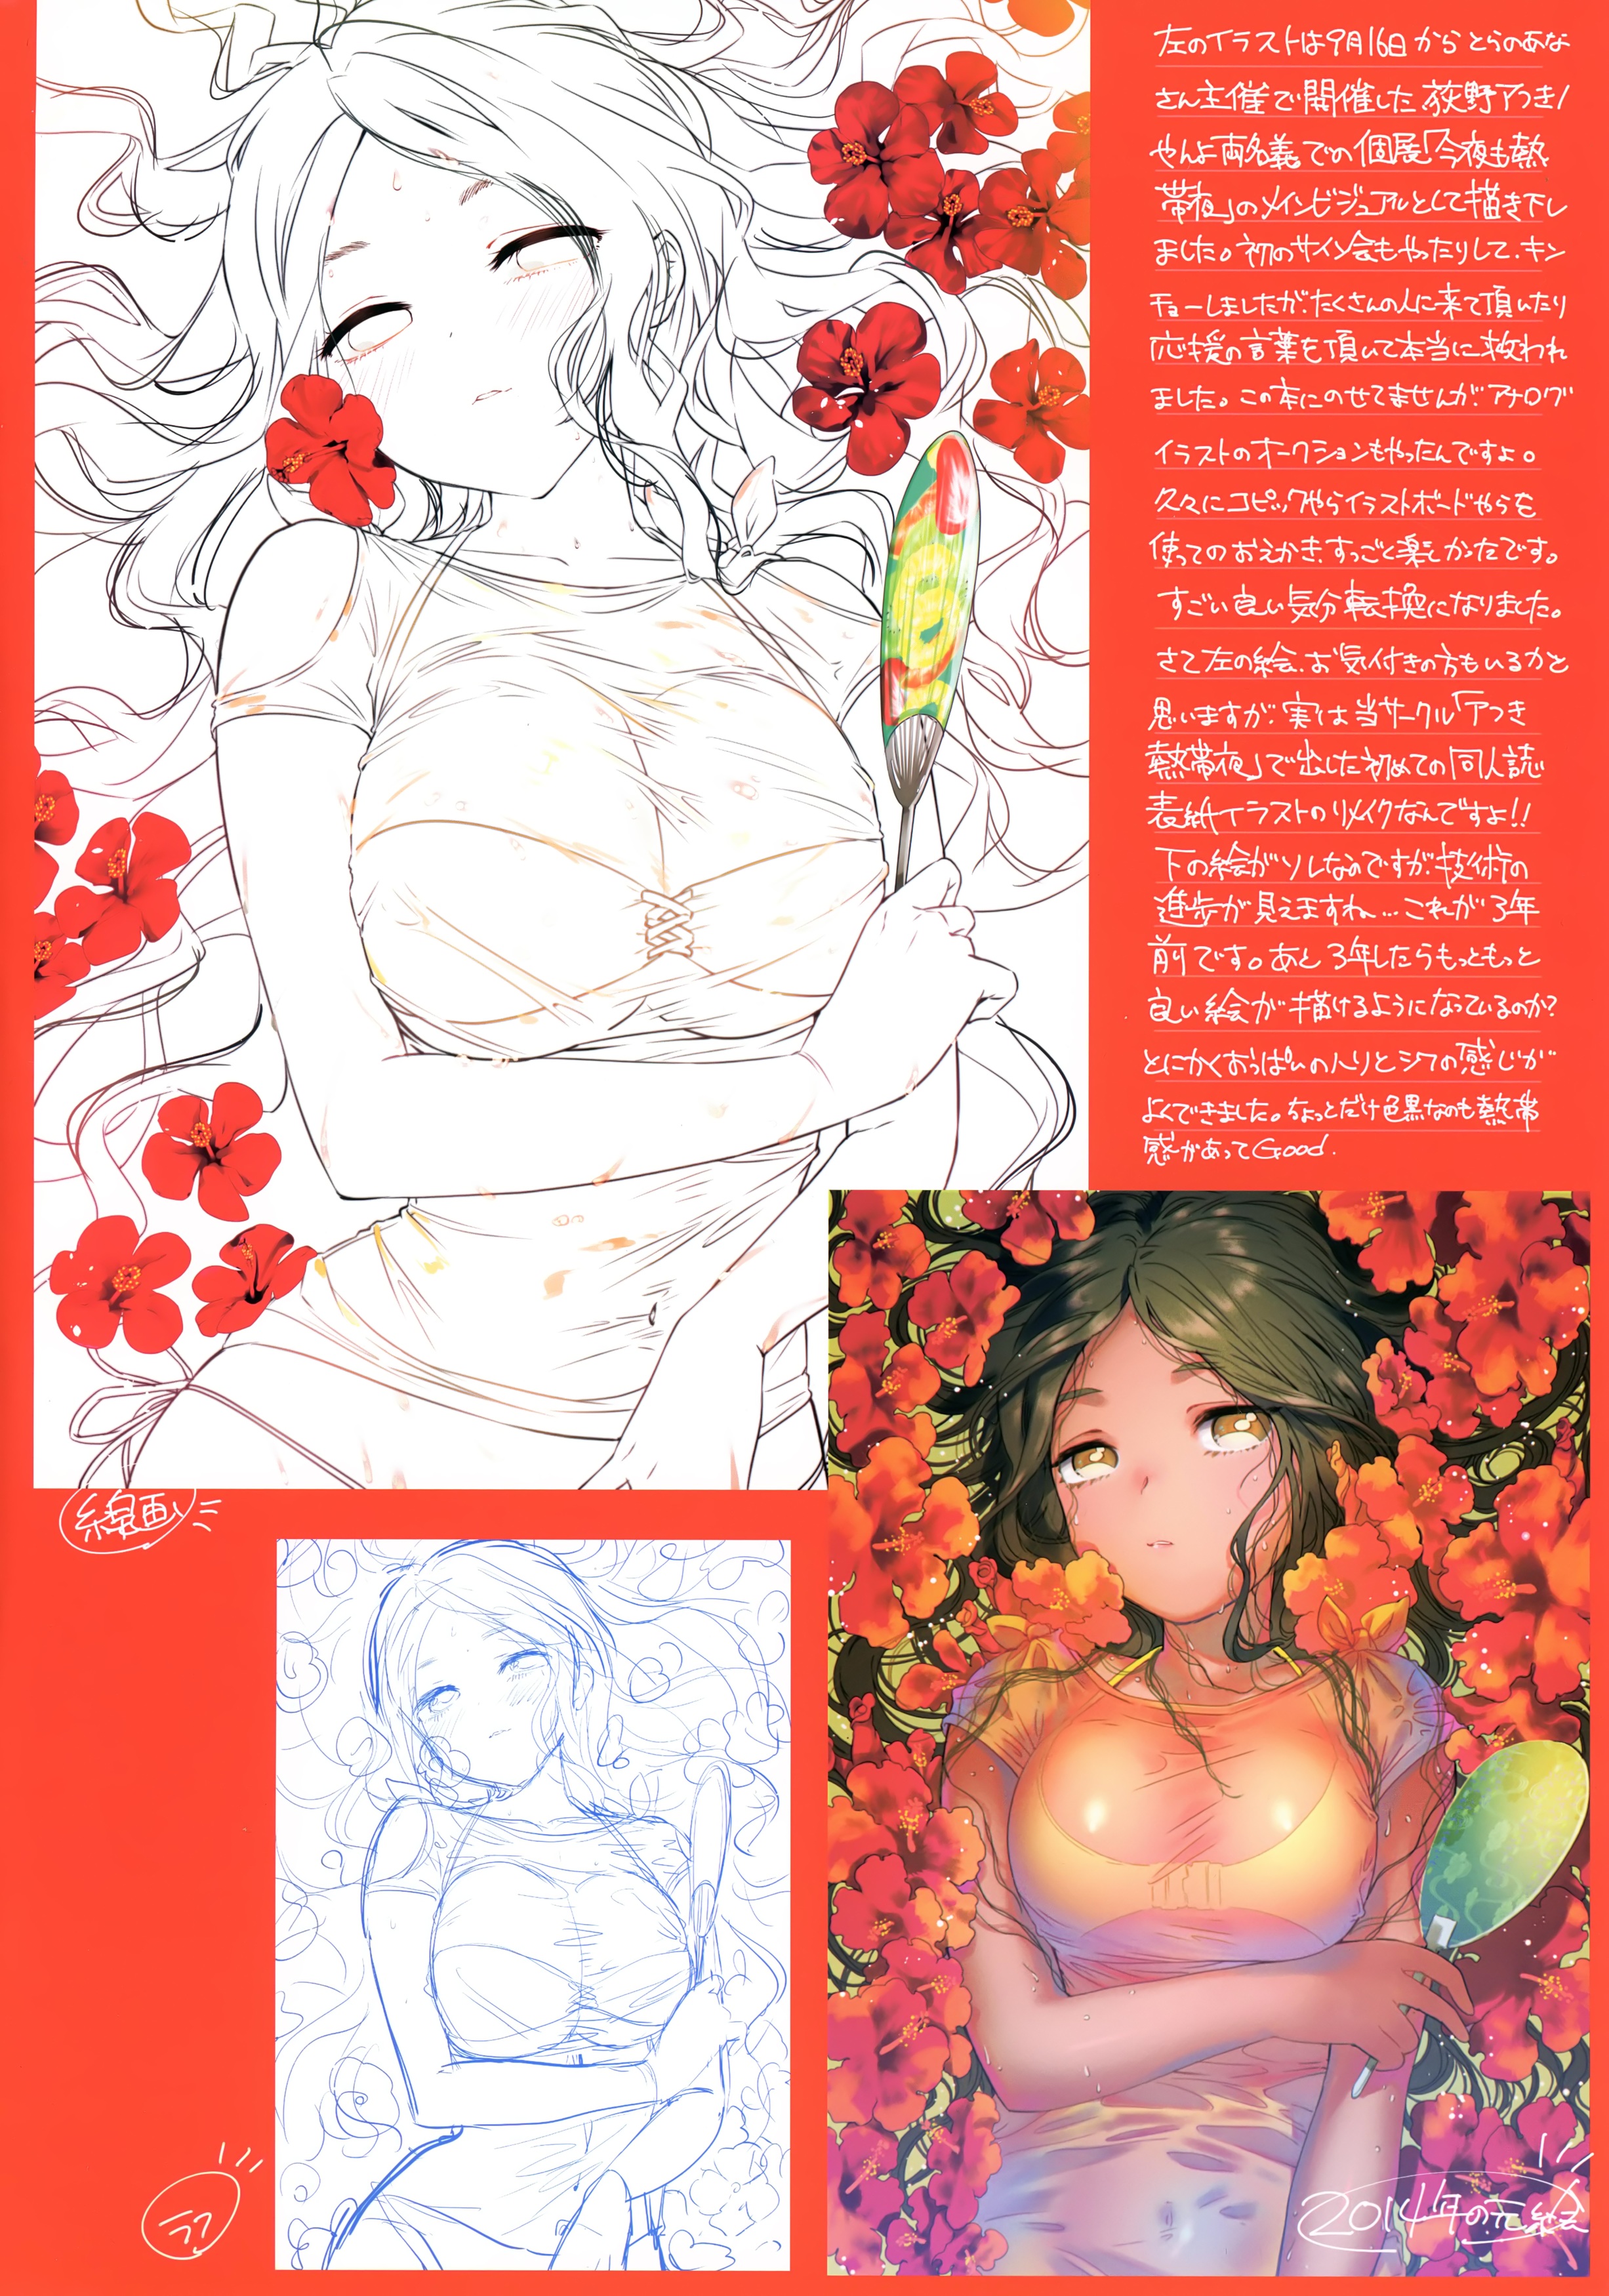 左のイラストは9月16日からとらのあな
さん主催で開催した荻野アつき/
やんよ両名義での個展「今夜も熱
帯夜」のメインビジュアルとして描き下し
ました。初のサイン会もやったりして、キン
チョーしましたが、たくさんの人に来て頂いたり
応援の言葉を頂いて本当に救われ
ました。この本にのせてませんが、アナログ
イラストのオークションもやったんですよ。
久々にコピックやらイラストボードやらを
使ってのおえかき、すっごく楽しかったです。
すごい良い気分転換になりました。
さて左の絵、お気付きの方もいるかと
思いますが、実は当サークル「アつき
熱帯夜」で出した初めての同人誌
表紙イラストのリメイクなんですよ!!
下の絵がソレなのですが、技術の
進歩が見えますね…これが3年
前です。あと3年したらもっともっと
良い絵が描けるようになっているのか?
とにかくおっぱいのハリとシワの感じが
よくできました。ちょっとだけ色黒なのも熱帯
感があってGood.
線画
ラフ
2014年の元絵